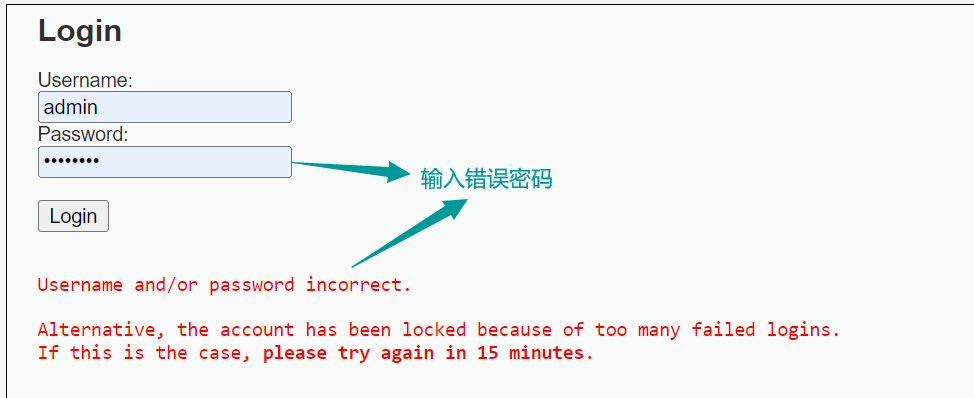 Login
Username:
admin
Password:
••••••••
输入错误密码
Login
Username and/or password incorrect.
Alternative, the account has been locked because of too many failed logins.
If this is the case, please try again in 15 minutes.